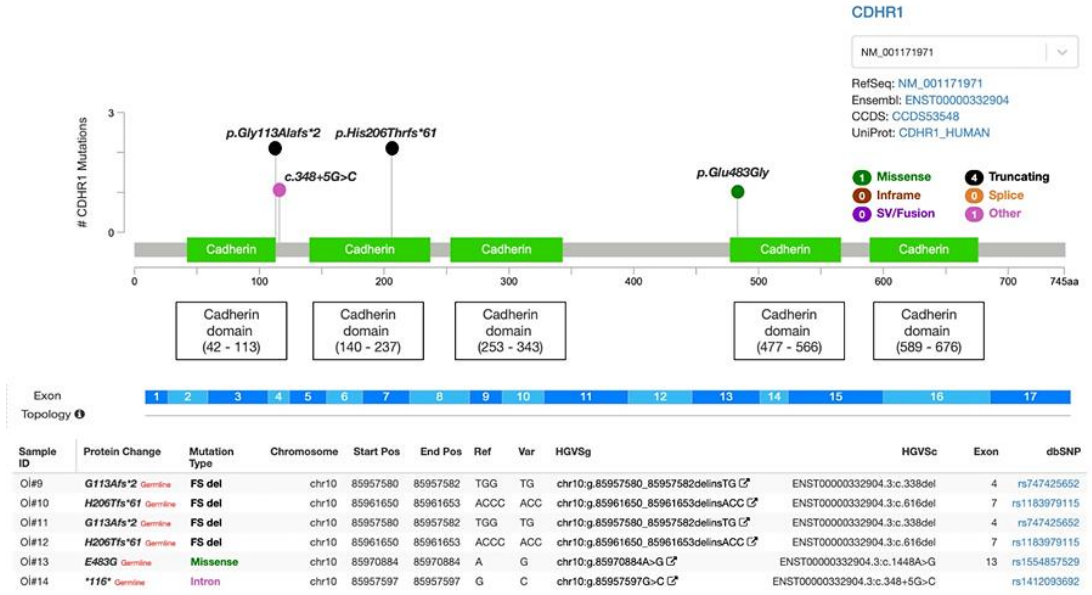 CDHR1
NM_001171971
RefSeq: NM_001171971
Ensembl: ENST00000332904
CCDS: CCDS53548
UniProt: CDHR1_HUMAN
1 Missense 4 Truncating
0 Inframe 0 Splice
0 SV/Fusion 1 Other
# CDHR1 Mutations
3
0
p.Gly113Alafs*2 p.His206Thrfs*61
c.348+5G>C
p.Glu483Gly
Cadherin Cadherin Cadherin Cadherin Cadherin
0 100 200 300 400 500 600 700 745aa
Cadherin domain (42 - 113)
Cadherin domain (140 - 237)
Cadherin domain (253 - 343)
Cadherin domain (477 - 566)
Cadherin domain (589 - 676)
Exon 1 2 3 4 5 6 7 8 9 10 11 12 13 14 15 16 17
Topology
Sample ID Protein Change Mutation Type Chromosome Start Pos End Pos Ref Var HGVSg HGVSc Exon dbSNP
Oİ#9 G113Afs*2 Germline FS del chr10 85957580 85957582 TGG TG chr10:g.85957580_85957582delinsTG ENST00000332904.3:c.338del 4 rs747425652
Oİ#10 H206Tfs*61 Germline FS del chr10 85961650 85961653 ACCC ACC chr10:g.85961650_85961653delinsACC ENST00000332904.3:c.616del 7 rs1183979115
Oİ#11 G113Afs*2 Germline FS del chr10 85957580 85957582 TGG TG chr10:g.85957580_85957582delinsTG ENST00000332904.3:c.338del 4 rs747425652
Oİ#12 H206Tfs*61 Germline FS del chr10 85961650 85961653 ACCC ACC chr10:g.85961650_85961653delinsACC ENST00000332904.3:c.616del 7 rs1183979115
Oİ#13 E483G Germline Missense chr10 85970884 85970884 A G chr10:g.85970884A>G ENST00000332904.3:c.1448A>G 13 rs1554857529
Oİ#14 *116* Germline Intron chr10 85957597 85957597 G C chr10:g.85957597G>C ENST00000332904.3:c.348+5G>C rs1412093692